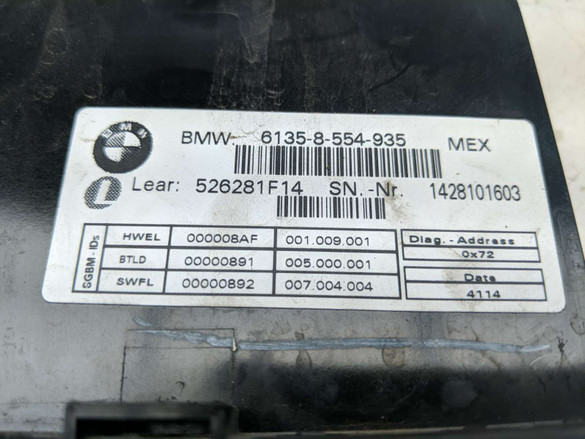 BMW
BMW: 6135-8-554-935 MEX
L Lear: 526281F14 SN.-Nr. 1428101603
SGBM-IDs
HWEL 000008AF 001.009.001
BTLD 00000891 005.000.001
SWFL 00000892 007.004.004
Diag.-Address
0x72
Date
4114